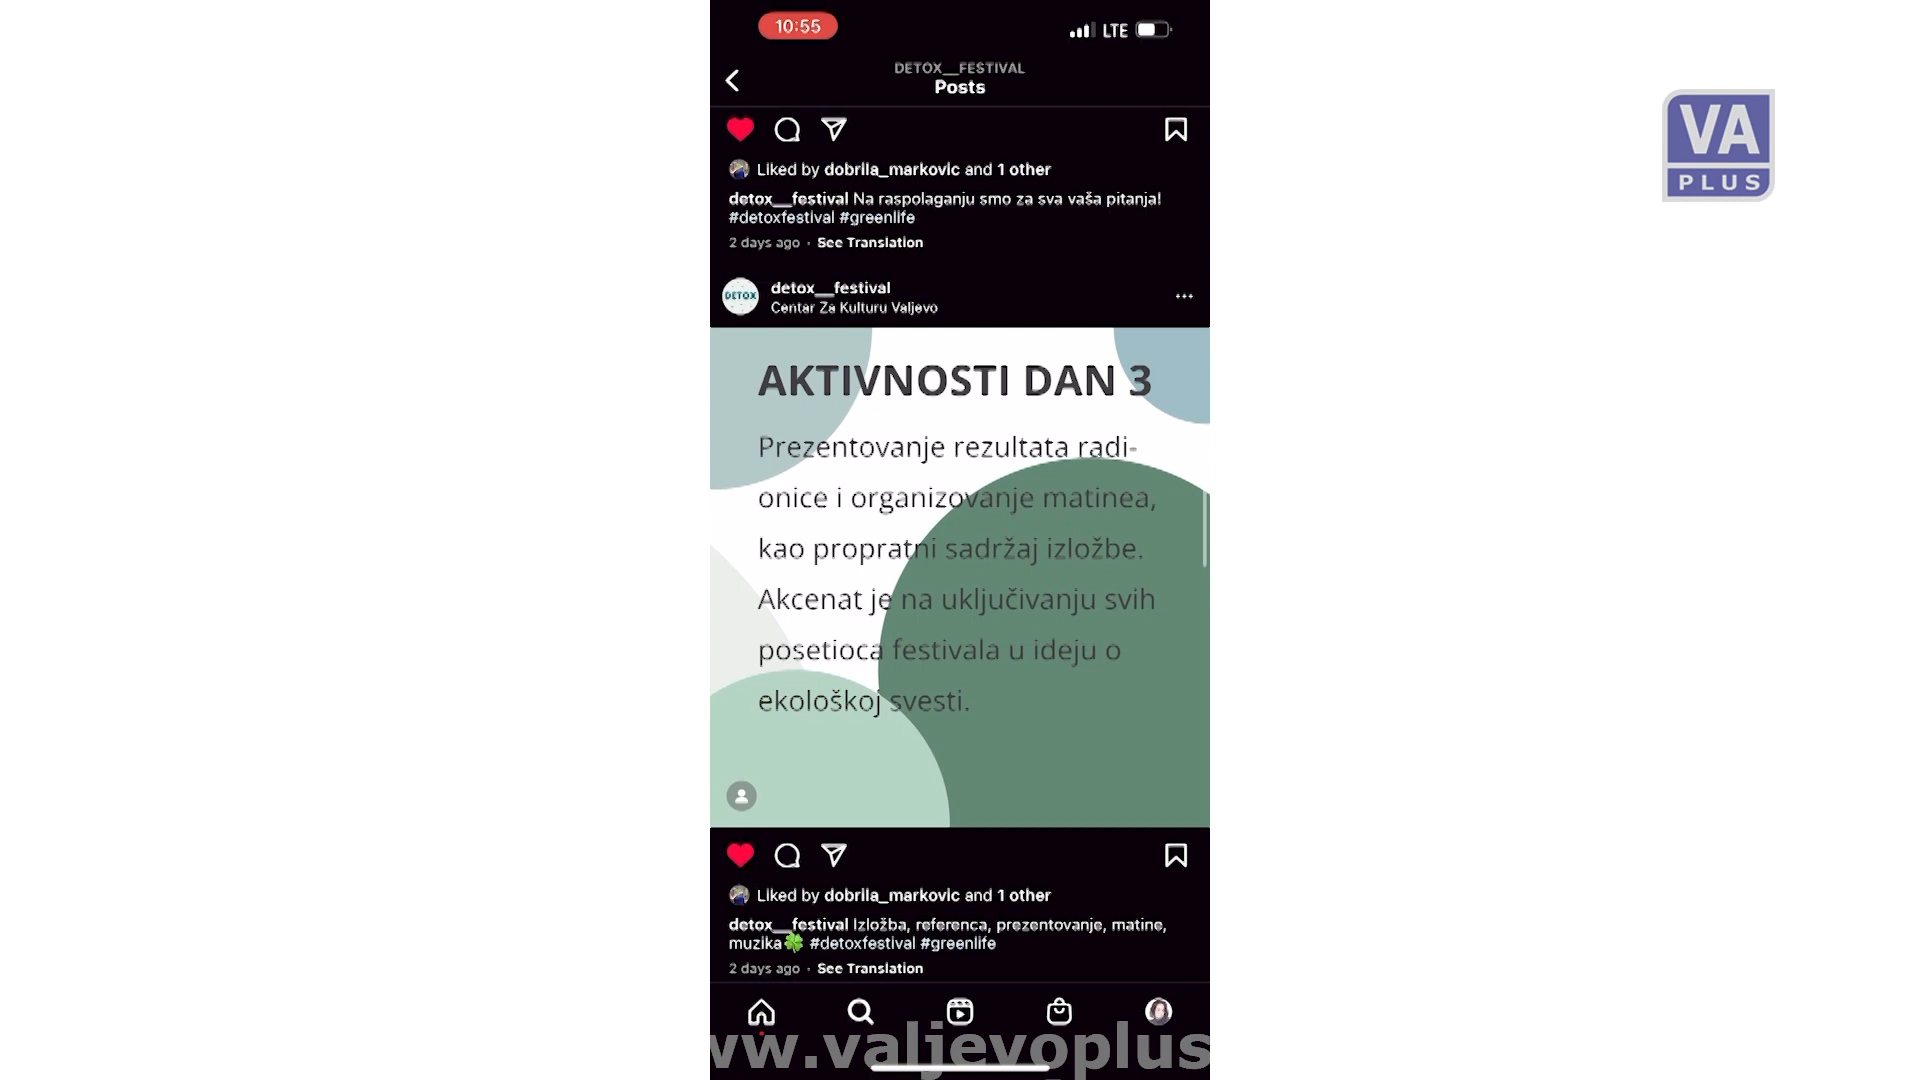 10:55
LTE
DETOX__FESTIVAL
Posts
VA
PLUS
Liked by dobrila_markovic and 1 other
detox__festival Na raspolaganju smo za sva vaša pitanja!
#detoxfestival #greenlife
2 days ago · See Translation
DETOX
detox__festival
Centar Za Kulturu Valjevo
AKTIVNOSTI DAN 3
Prezentovanje rezultata radi-
onice i organizovanje matinea,
kao propratni sadržaj izložbe.
Akcenat je na uključivanju svih
posetioca festivala u ideju o
ekološkoj svesti.
Liked by dobrila_markovic and 1 other
detox__festival Izložba, referenca, prezentovanje, matine,
muzika🍀 #detoxfestival #greenlife
2 days ago · See Translation
ww.valjevoplus